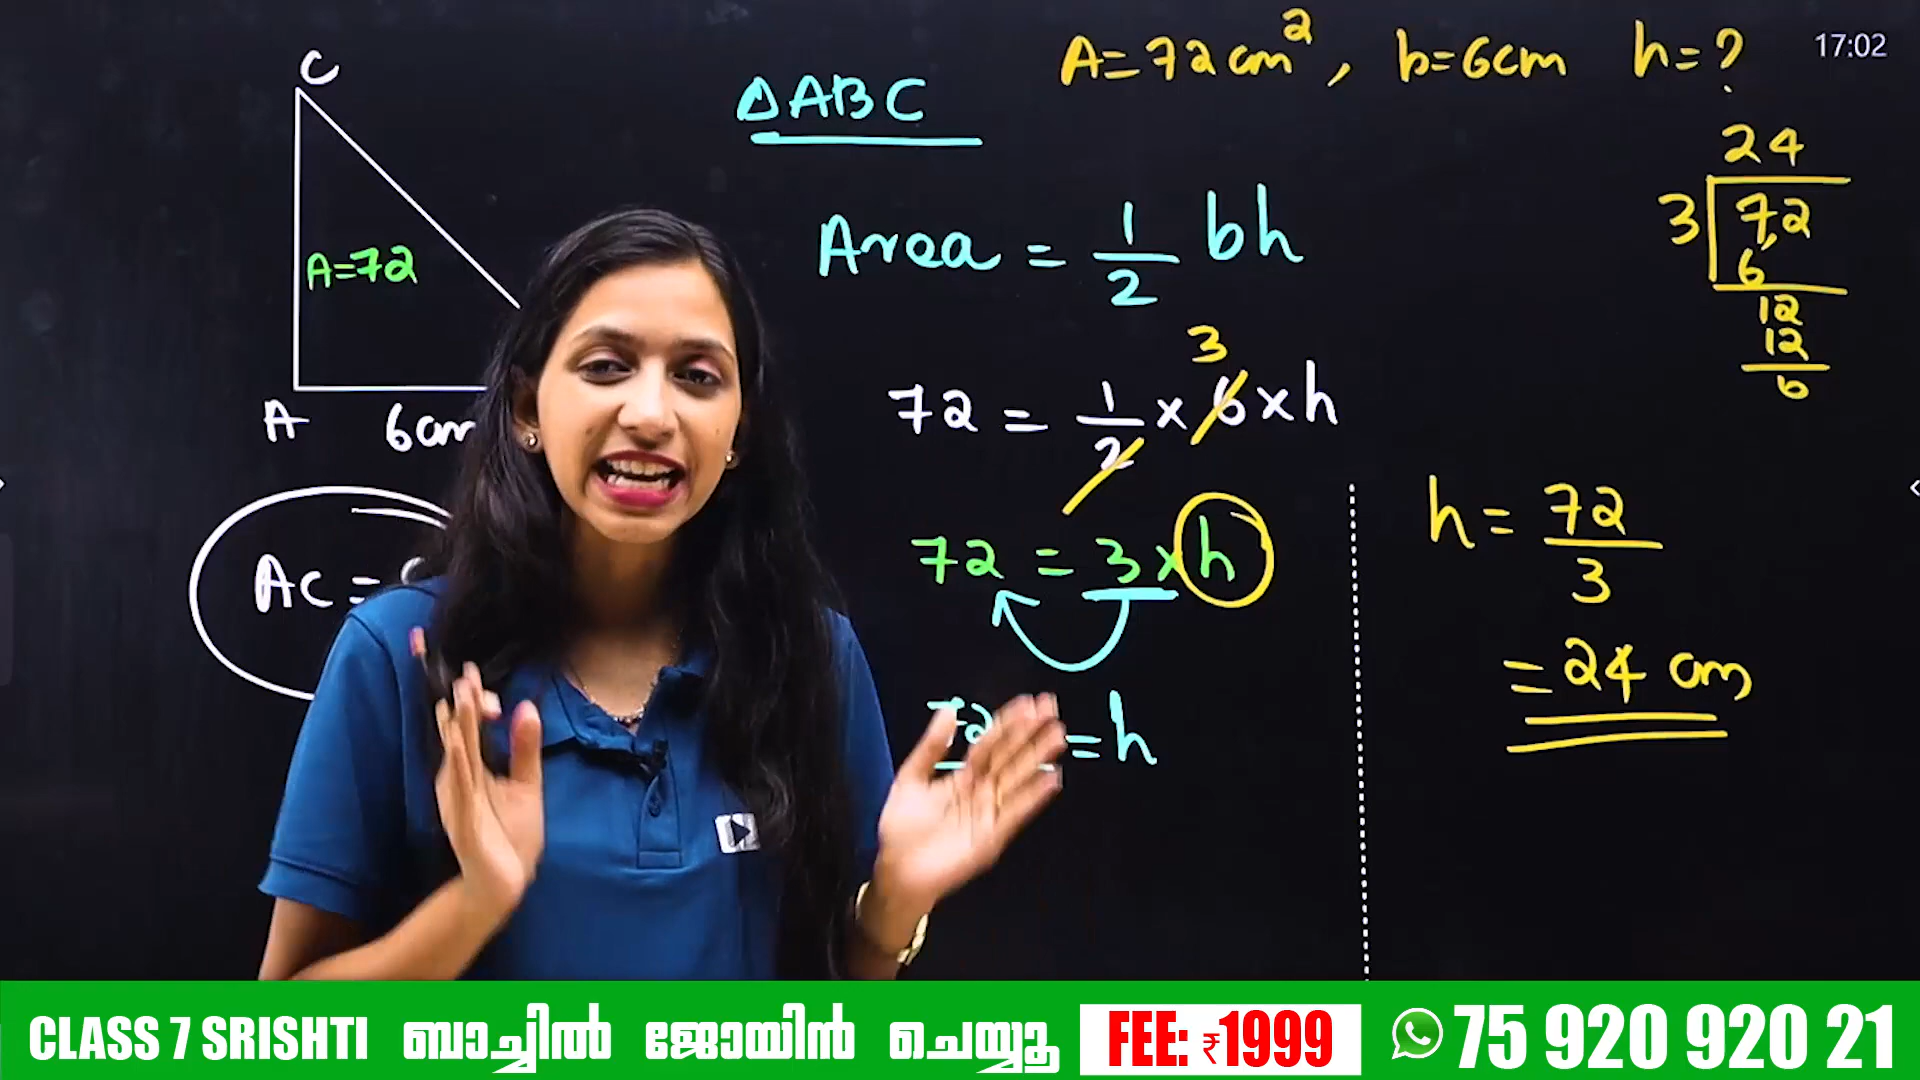 A=72cm², b=6cm h=?
17:02
C
△ABC
A=72
A
6cm
AC =
Area = 1/2 bh
72 = 1/2 × 6 × h
3
72 = 3 × h
72
= h
24
3 72
6
12
12
0
h = 72/3
= 24 cm
CLASS 7 SRISHTI ബാച്ചിൽ ജോയിൻ ചെയ്യൂ FEE: ₹1999 75 920 920 21